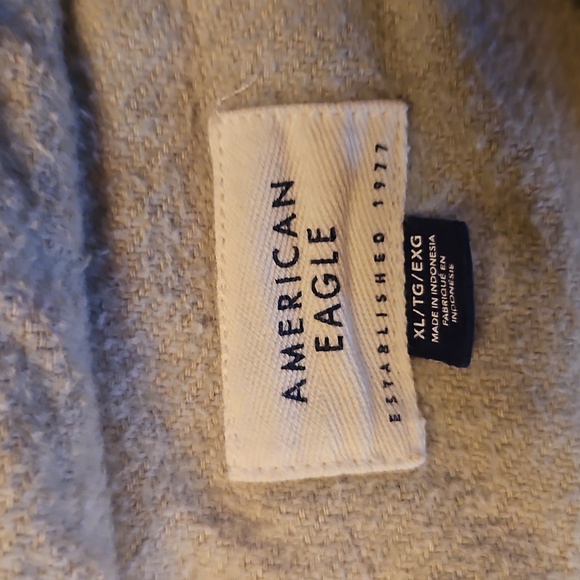 AMERICAN
EAGLE
ESTABLISHED 1977
XL/TG/EXG
MADE IN INDONESIA
FABRIQUÉ EN
INDONÉSIE